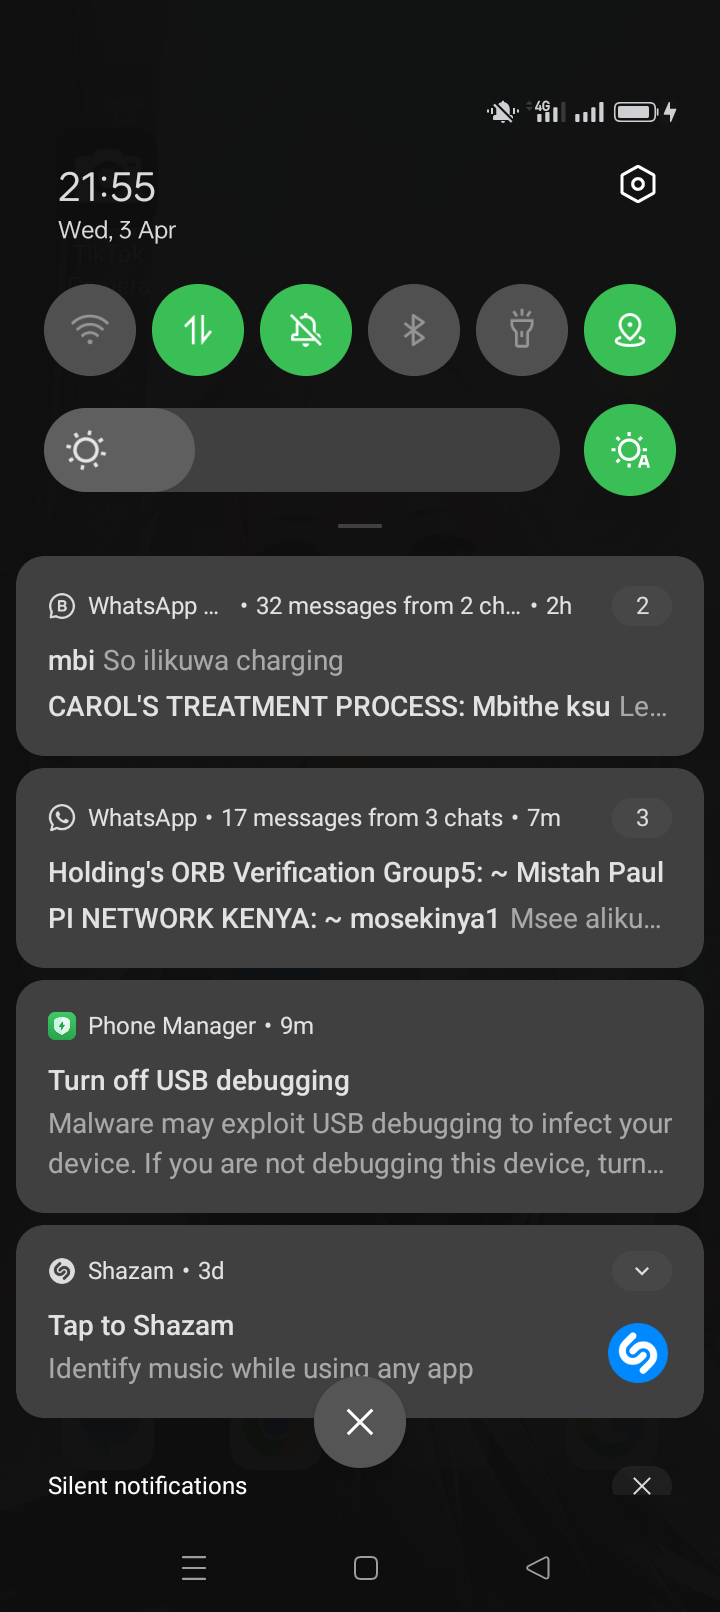 4G
21:55
Wed, 3 Apr
A
WhatsApp ... • 32 messages from 2 ch... • 2h 2
mbi So ilikuwa charging
CAROL'S TREATMENT PROCESS: Mbithe ksu Le...
WhatsApp • 17 messages from 3 chats • 7m 3
Holding's ORB Verification Group5: ~ Mistah Paul
PI NETWORK KENYA: ~ mosekinya1 Msee aliku...
Phone Manager • 9m
Turn off USB debugging
Malware may exploit USB debugging to infect your
device. If you are not debugging this device, turn...
Shazam • 3d
Tap to Shazam
Identify music while using any app
Silent notifications